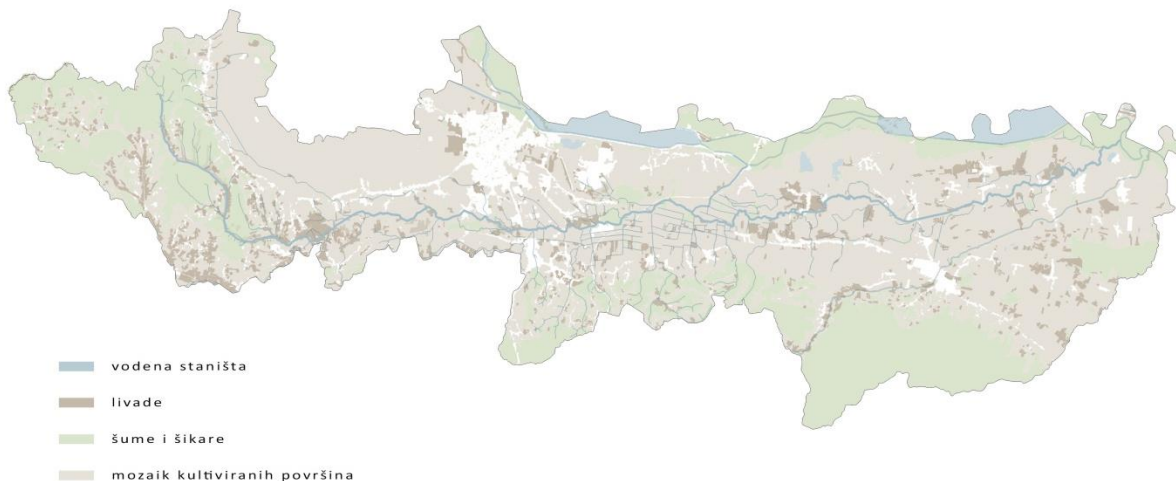 vodena staništa
livade
šume i šikare
mozaik kultiviranih površina